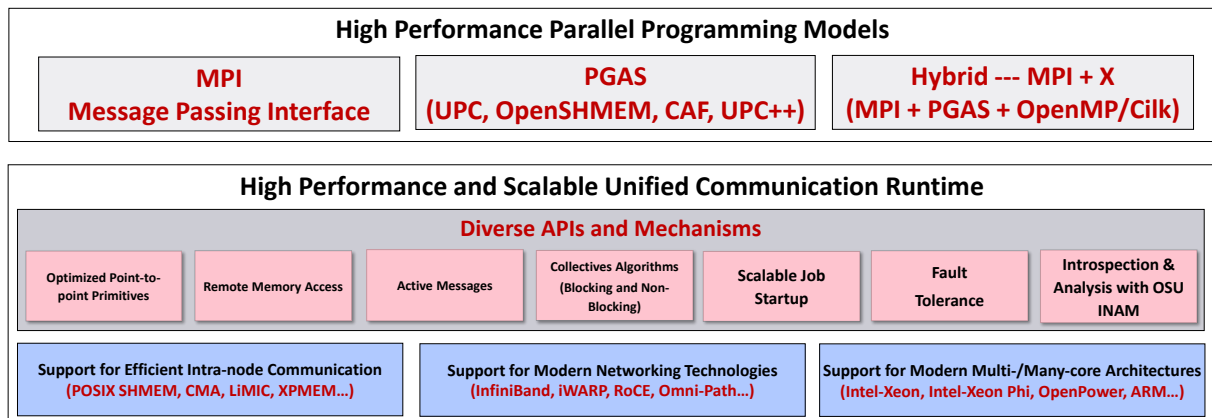 High Performance Parallel Programming Models
MPI
Message Passing Interface
PGAS
(UPC, OpenSHMEM, CAF, UPC++)
Hybrid --- MPI + X
(MPI + PGAS + OpenMP/Cilk)
High Performance and Scalable Unified Communication Runtime
Diverse APIs and Mechanisms
Optimized Point-to-
point Primitives
Remote Memory Access
Active Messages
Collectives Algorithms
(Blocking and Non-
Blocking)
Scalable Job
Startup
Fault
Tolerance
Introspection &
Analysis with OSU
INAM
Support for Efficient Intra-node Communication
(POSIX SHMEM, CMA, LiMIC, XPMEM…)
Support for Modern Networking Technologies
(InfiniBand, iWARP, RoCE, Omni-Path…)
Support for Modern Multi-/Many-core Architectures
(Intel-Xeon, Intel-Xeon Phi, OpenPower, ARM…)